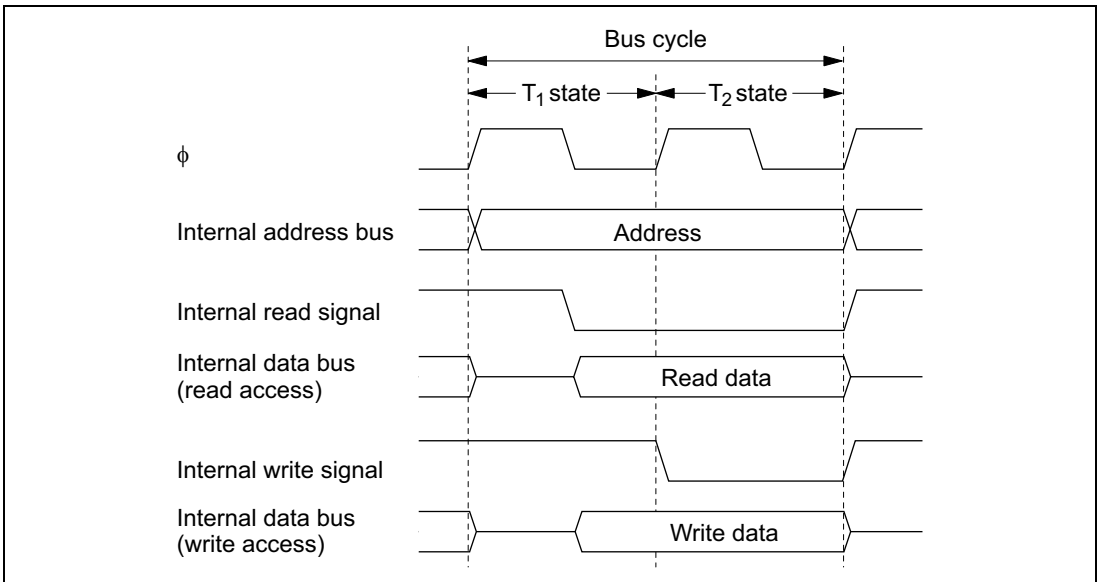 Bus cycle
T₁ state
T₂ state
ϕ
Internal address bus
Address
Internal read signal
Internal data bus
(read access)
Read data
Internal write signal
Internal data bus
(write access)
Write data